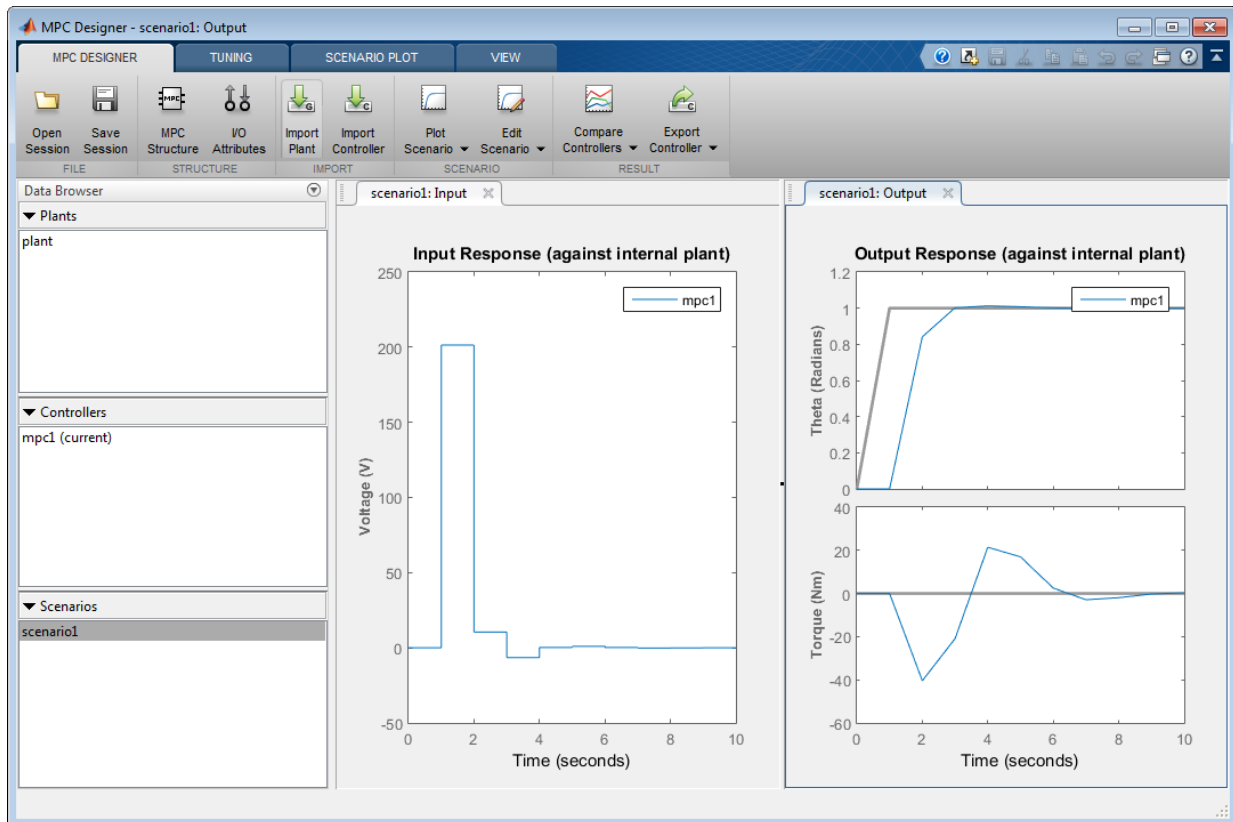 MPC Designer - scenario1: Output
MPC DESIGNER TUNING SCENARIO PLOT VIEW
Open Session
Save Session
MPC Structure
I/O Attributes
Import Plant
Import Controller
Plot Scenario
Edit Scenario
Compare Controllers
Export Controller
FILE STRUCTURE IMPORT SCENARIO RESULT
Data Browser
Plants
plant
Controllers
mpc1 (current)
Scenarios
scenario1
scenario1: Input
Input Response (against internal plant)
mpc1
Voltage (V)
250
200
150
100
50
0
-50
0 2 4 6 8 10
Time (seconds)
scenario1: Output
Output Response (against internal plant)
mpc1
Theta (Radians)
1.2
1
0.8
0.6
0.4
0.2
0
Torque (Nm)
40
20
0
-20
-40
-60
0 2 4 6 8 10
Time (seconds)